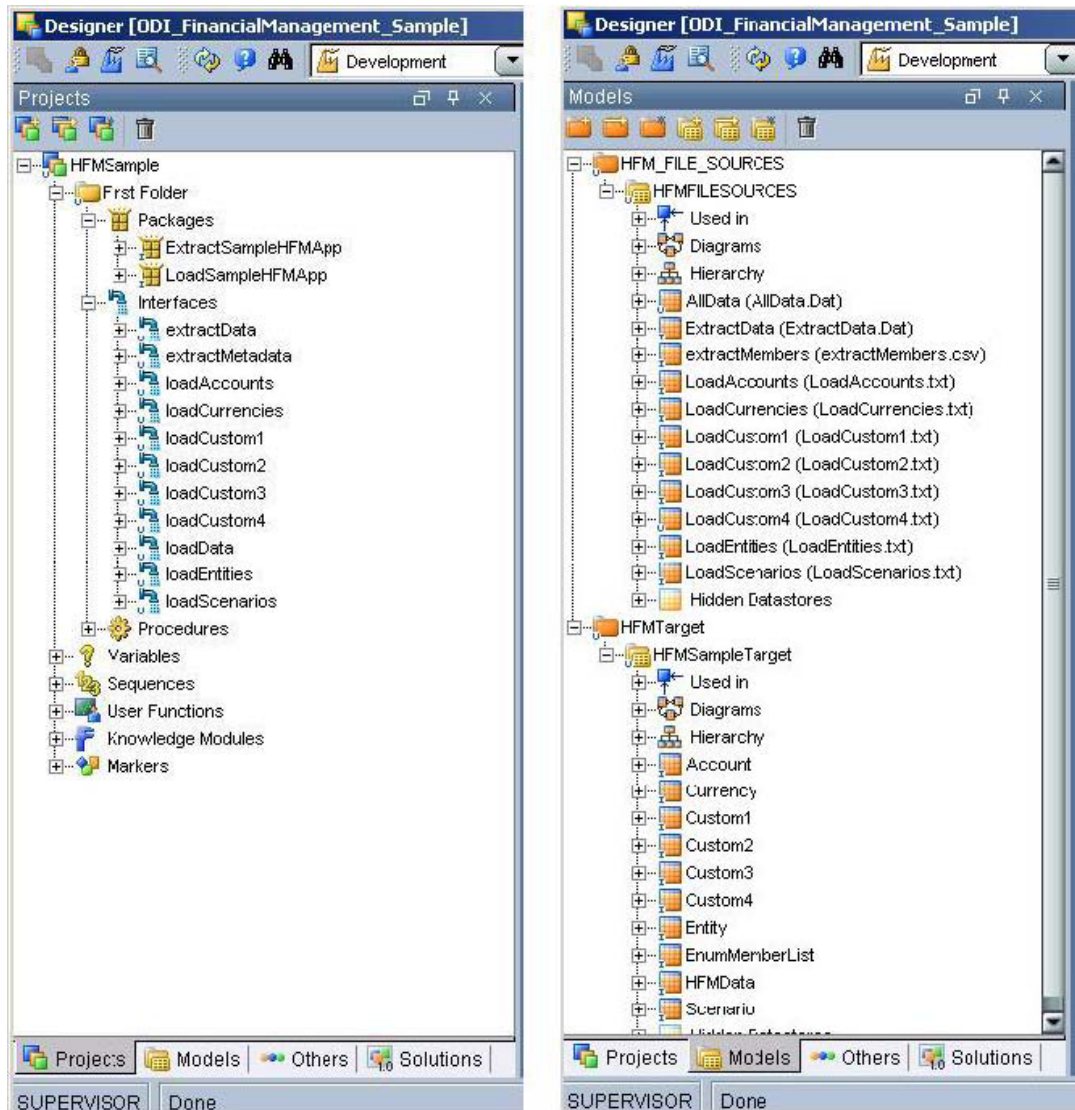 Designer [ODI_FinancialManagement_Sample]
Development
Projects
HFMSample
First Folder
Packages
ExtractSampleHFMApp
LoadSampleHFMApp
Interfaces
extractData
extractMetadata
loadAccounts
loadCurrencies
loadCustom1
loadCustom2
loadCustom3
loadCustom4
loadData
loadEntities
loadScenarios
Procedures
Variables
Sequences
User Functions
Knowledge Modules
Markers
Projects Models Others Solutions
SUPERVISOR Done
Designer [ODI_FinancialManagement_Sample]
Development
Models
HFM_FILE_SOURCES
HFMFILESOURCES
Used in
Diagrams
Hierarchy
AllData (AllData.Dat)
ExtractData (ExtractData.Dat)
extractMembers (extractMembers.csv)
LoadAccounts (LoadAccounts.txt)
LoadCurrencies (LoadCurrencies.txt)
LoadCustom1 (LoadCustom1.txt)
LoadCustom2 (LoadCustom2.txt)
LoadCustom3 (LoadCustom3.txt)
LoadCustom4 (LoadCustom4.txt)
LoadEntities (LoadEntities.txt)
LoadScenarios (LoadScenarios.txt)
Hidden Datastores
HFMTarget
HFMSampleTarget
Used in
Diagrams
Hierarchy
Account
Currency
Custom1
Custom2
Custom3
Custom4
Entity
EnumMemberList
HFMData
Scenario
Hidden Datastores
Projects Models Others Solutions
SUPERVISOR Done